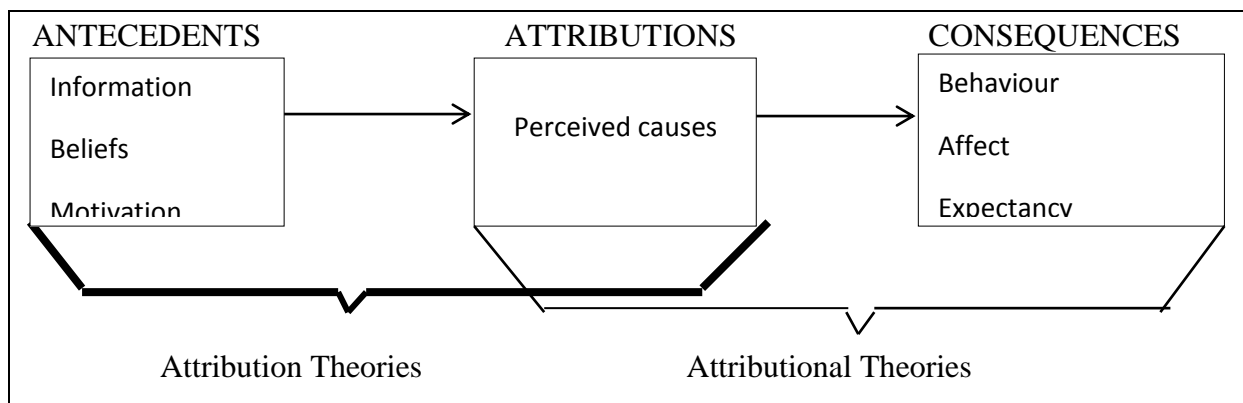 ANTECEDENTS
Information
Beliefs
Motivation
ATTRIBUTIONS
Perceived causes
CONSEQUENCES
Behaviour
Affect
Expectancy
Attribution Theories
Attributional Theories